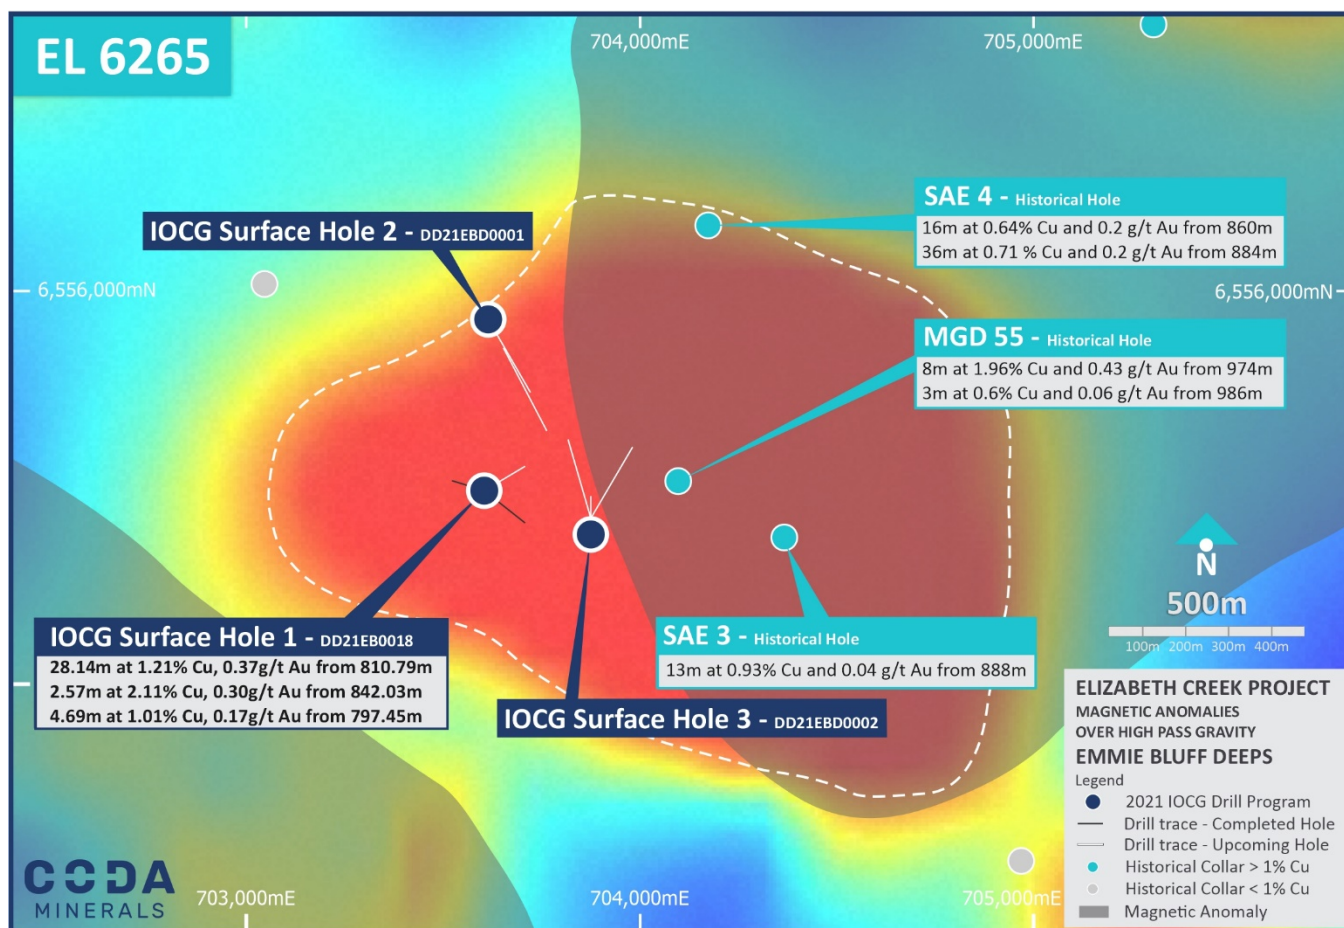 EL 6265
704,000mE
705,000mE
SAE 4 - Historical Hole
16m at 0.64% Cu and 0.2 g/t Au from 860m
36m at 0.71 % Cu and 0.2 g/t Au from 884m
IOCG Surface Hole 2 - DD21EBD0001
6,556,000mN
6,556,000mN
MGD 55 - Historical Hole
8m at 1.96% Cu and 0.43 g/t Au from 974m
3m at 0.6% Cu and 0.06 g/t Au from 986m
N
500m
100m 200m 300m 400m
IOCG Surface Hole 1 - DD21EB0018
28.14m at 1.21% Cu, 0.37g/t Au from 810.79m
2.57m at 2.11% Cu, 0.30g/t Au from 842.03m
4.69m at 1.01% Cu, 0.17g/t Au from 797.45m
SAE 3 - Historical Hole
13m at 0.93% Cu and 0.04 g/t Au from 888m
IOCG Surface Hole 3 - DD21EBD0002
ELIZABETH CREEK PROJECT
MAGNETIC ANOMALIES
OVER HIGH PASS GRAVITY
EMMIE BLUFF DEEPS
Legend
2021 IOCG Drill Program
Drill trace - Completed Hole
Drill trace - Upcoming Hole
Historical Collar > 1% Cu
Historical Collar < 1% Cu
Magnetic Anomaly
CODA
MINERALS
703,000mE
704,000mE
705,000mE